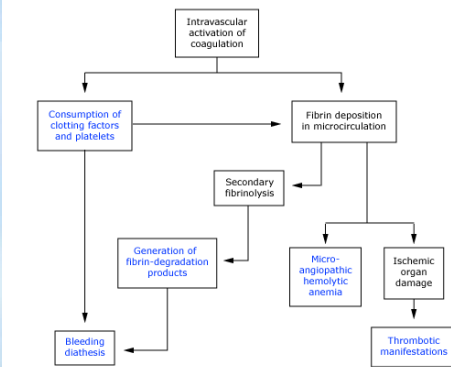 Intravascular
activation of
coagulation
Consumption of
clotting factors
and platelets
Fibrin deposition
in microcirculation
Secondary
fibrinolysis
Generation of
fibrin-degradation
products
Micro-
angiopathic
hemolytic
anemia
Ischemic
organ
damage
Bleeding
diathesis
Thrombotic
manifestations